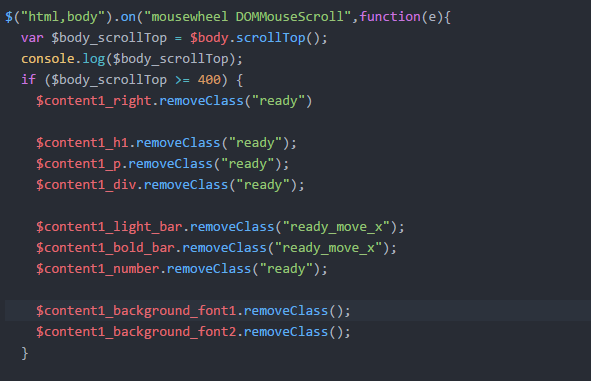 $("html,body").on("mousewheel DOMMouseScroll",function(e){
var $body_scrollTop = $body.scrollTop();
console.log($body_scrollTop);
if ($body_scrollTop >= 400) {
$content1_right.removeClass("ready")
$content1_h1.removeClass("ready");
$content1_p.removeClass("ready");
$content1_div.removeClass("ready");
$content1_light_bar.removeClass("ready_move_x");
$content1_bold_bar.removeClass("ready_move_x");
$content1_number.removeClass("ready");
$content1_background_font1.removeClass();
$content1_background_font2.removeClass();
}